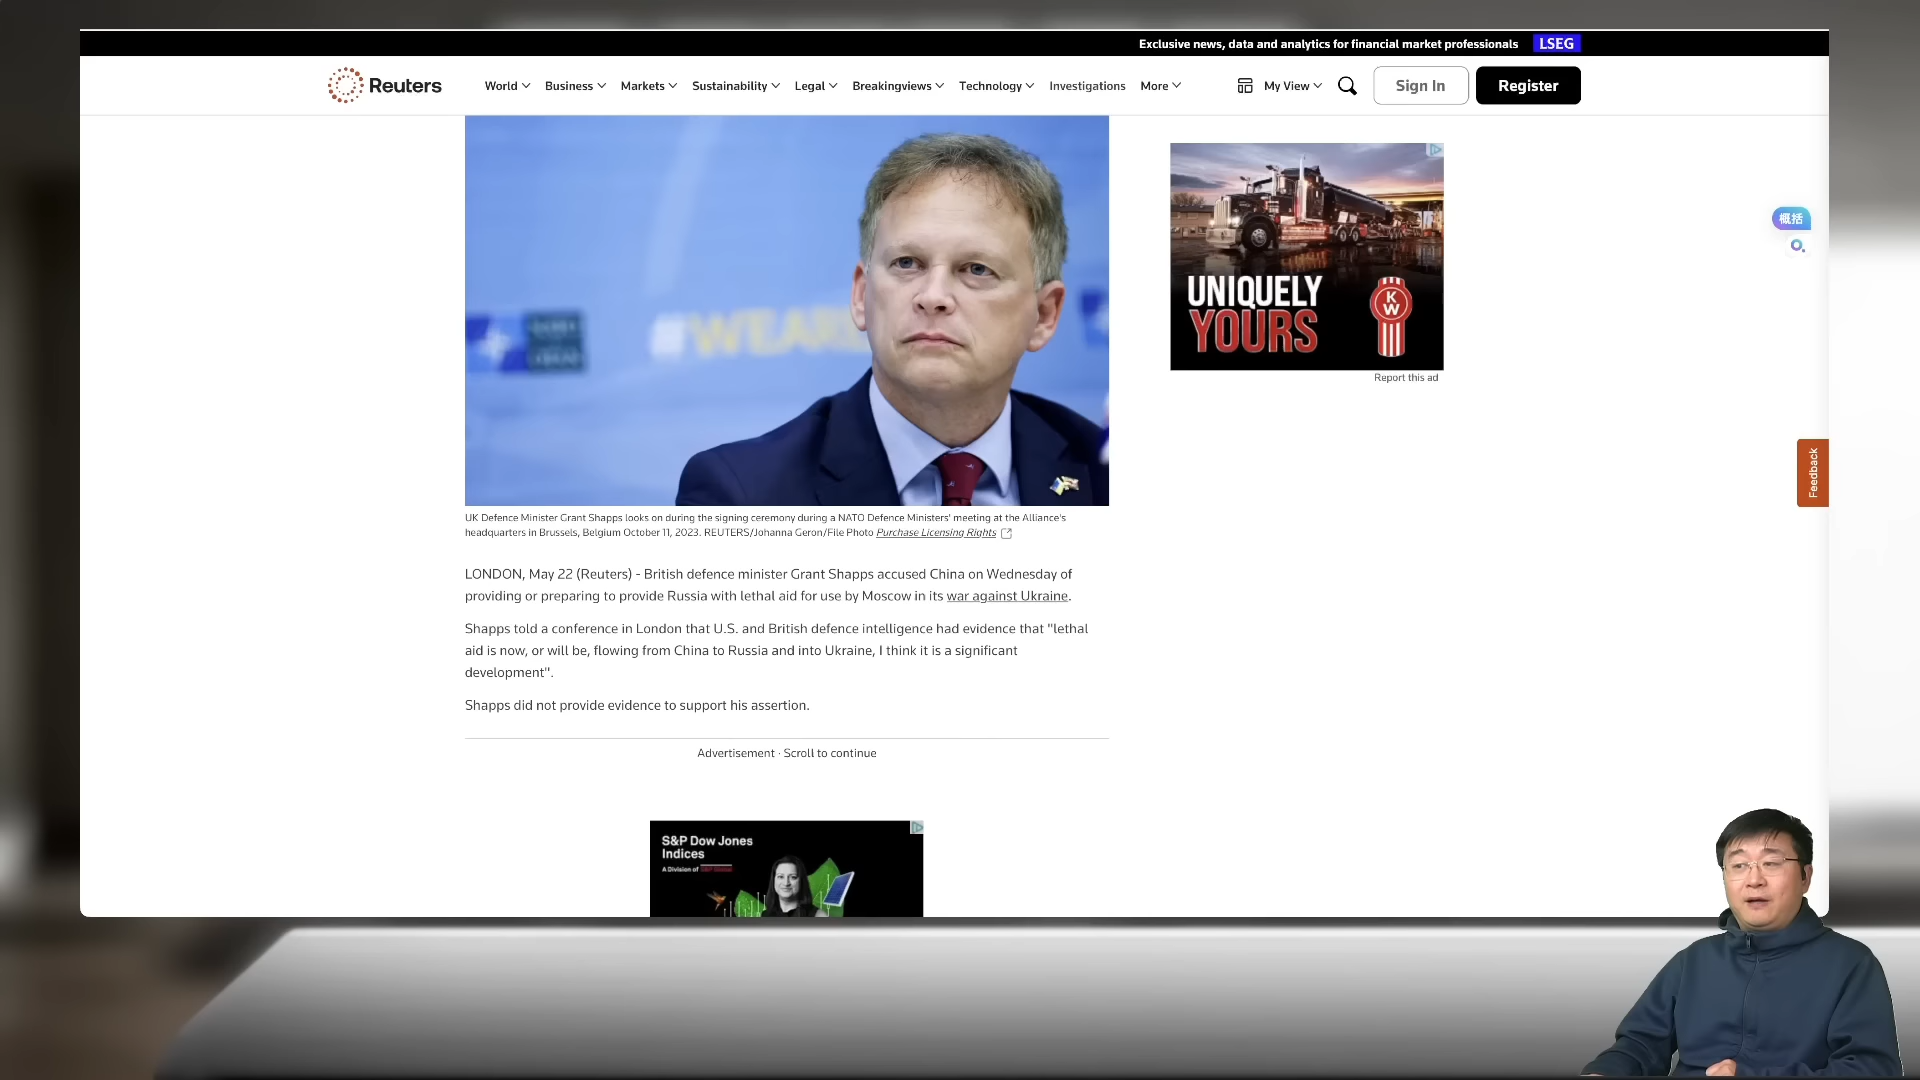 Exclusive news, data and analytics for financial market professionals LSEG
Reuters World Business Markets Sustainability Legal Breakingviews Technology Investigations More My View Sign In Register
#WEARE
UNIQUELY
YOURS
KW
Report this ad
概括
Feedback
UK Defence Minister Grant Shapps looks on during the signing ceremony during a NATO Defence Ministers' meeting at the Alliance's
headquarters in Brussels, Belgium October 11, 2023. REUTERS/Johanna Geron/File Photo Purchase Licensing Rights
LONDON, May 22 (Reuters) - British defence minister Grant Shapps accused China on Wednesday of
providing or preparing to provide Russia with lethal aid for use by Moscow in its war against Ukraine.
Shapps told a conference in London that U.S. and British defence intelligence had evidence that "lethal
aid is now, or will be, flowing from China to Russia and into Ukraine, I think it is a significant
development".
Shapps did not provide evidence to support his assertion.
Advertisement · Scroll to continue
S&P Dow Jones
Indices
A Division of S&P Global